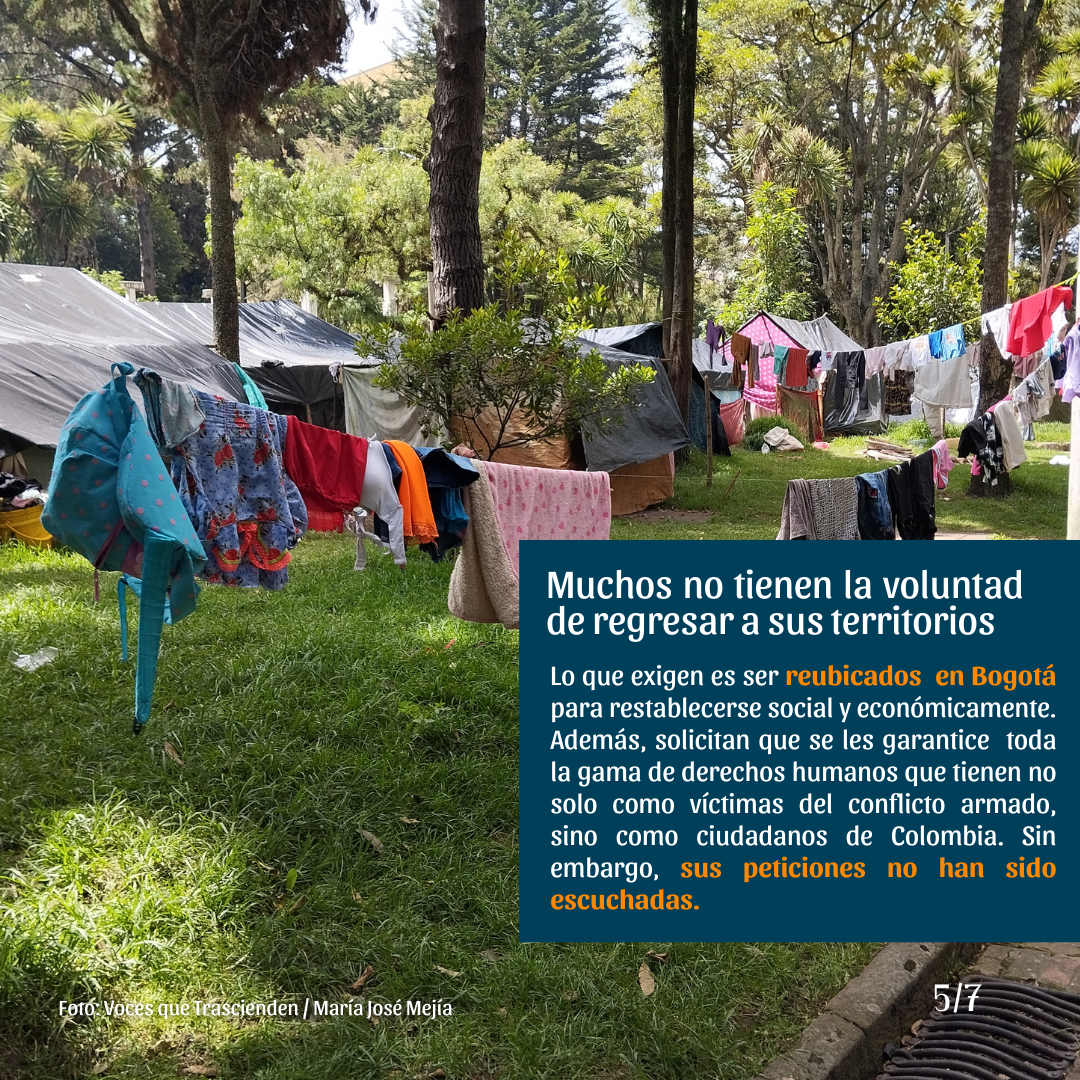 Muchos no tienen la voluntad
de regresar a sus territorios
Lo que exigen es ser reubicados en Bogotá
para restablecerse social y económicamente.
Además, solicitan que se les garantice toda
la gama de derechos humanos que tienen no
solo como víctimas del conflicto armado,
sino como ciudadanos de Colombia. Sin
embargo, sus peticiones no han sido
escuchadas.
Foto: Voces que Trascienden / María José Mejía
5/7